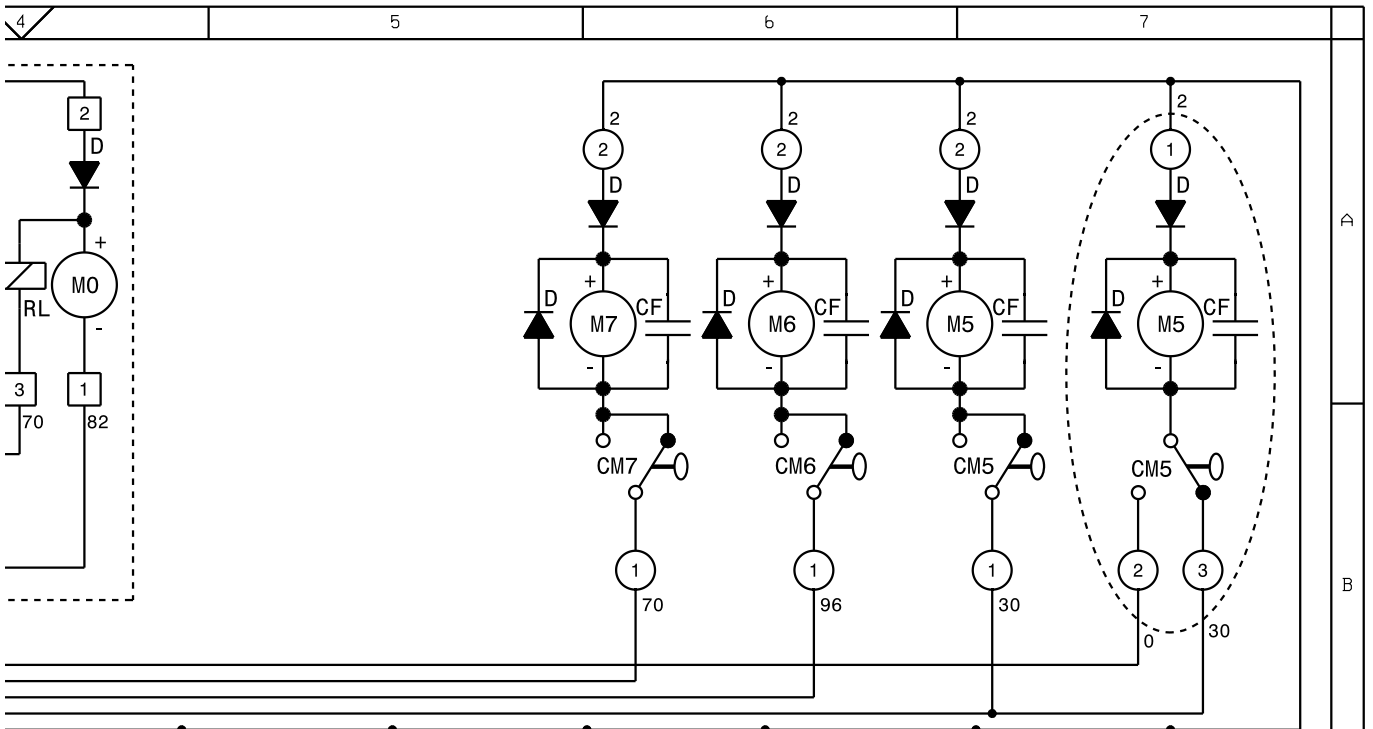 4 5 6 7
2 2 2 2 2
2 2 2 1
D D D D D
A
+
M0
RL
-
+ + + +
D M7 CF D M6 CF D M5 CF D M5 CF
- - - -
3 1
70 82
CM7 CM6 CM5 CM5
1 1 1 2 3
B
70 96 30 0 30